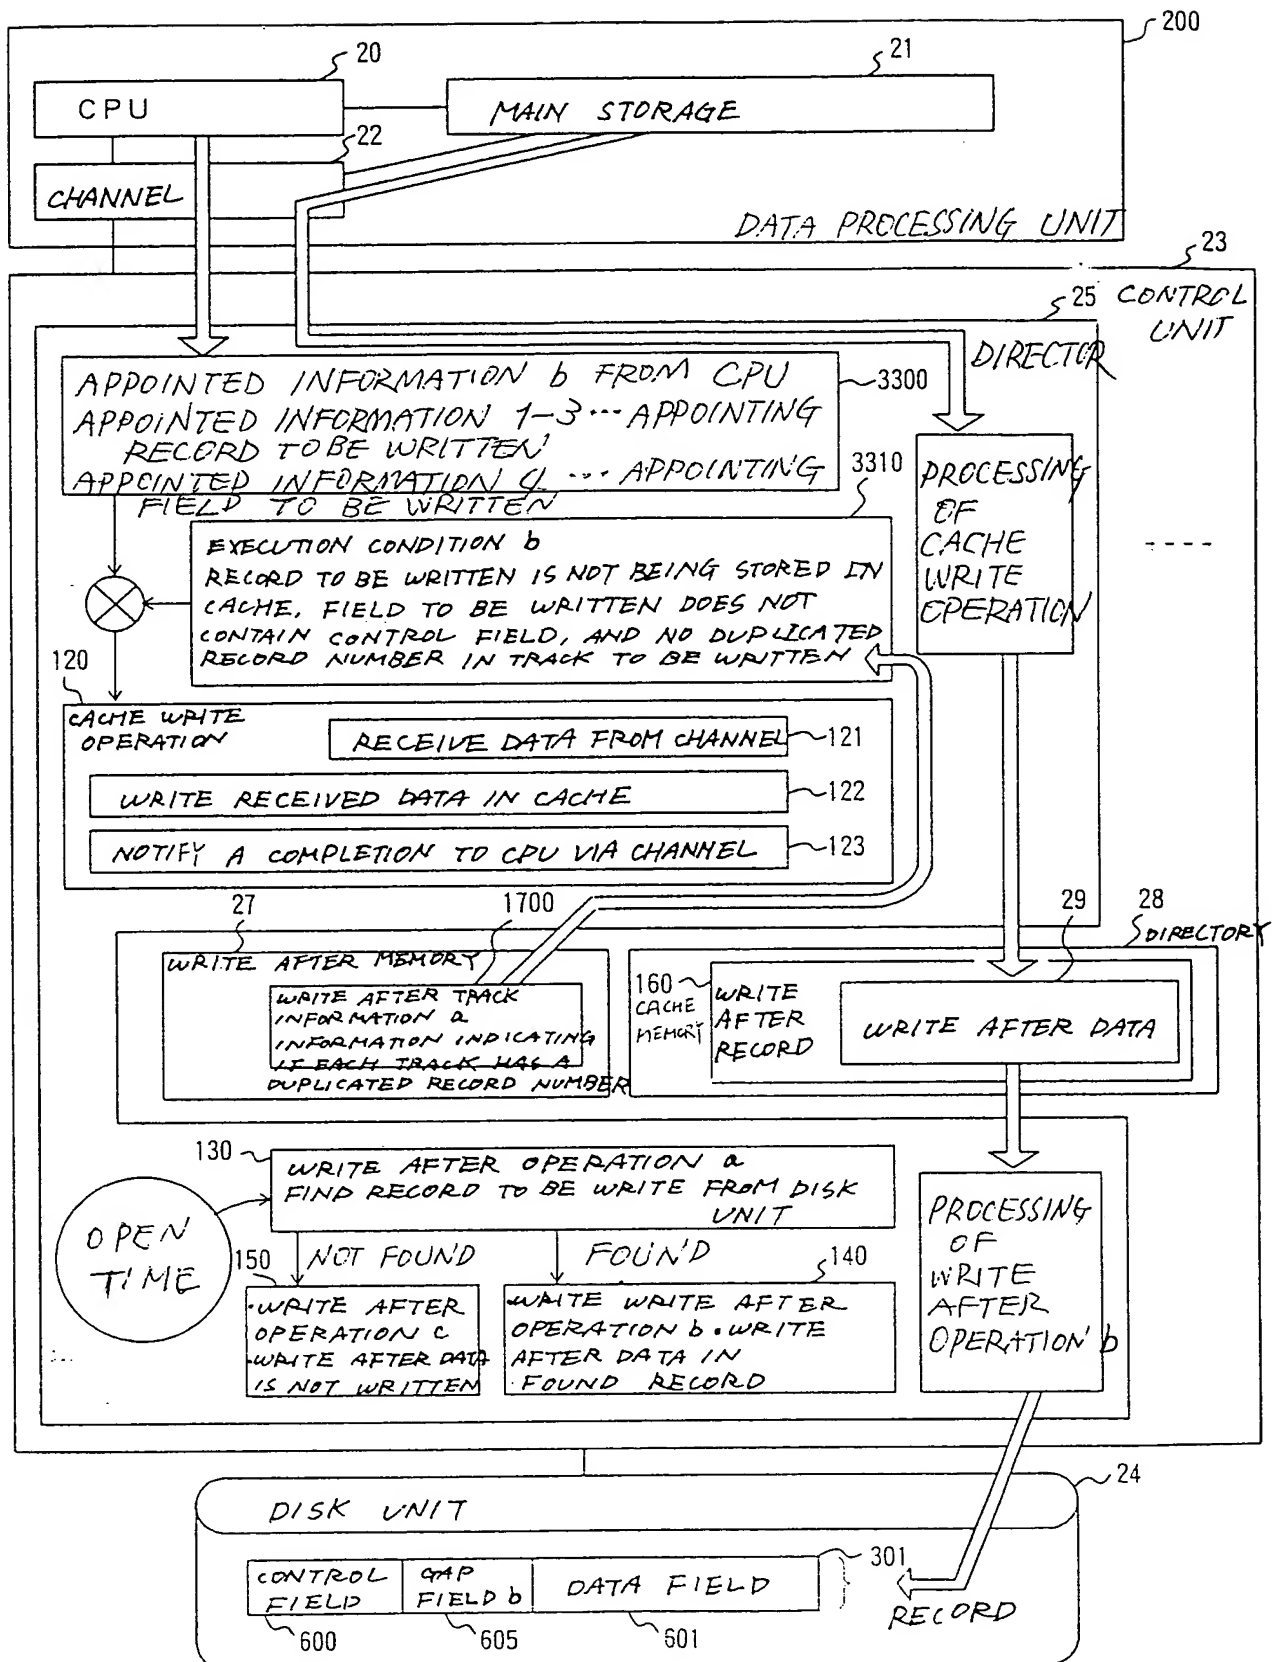 200
20
21
CPU
MAIN STORAGE
22
CHANNEL
DATA PROCESSING UNIT
23
25
CONTROL
UNIT
DIRECTOR
APPOINTED INFORMATION b FROM CPU
APPOINTED INFORMATION 1-3 ... APPOINTING
RECORD TO BE WRITTEN
APPOINTED INFORMATION 4 ... APPOINTING
FIELD TO BE WRITTEN
3300
3310
PROCESSING
OF
CACHE
WRITE
OPERATION
EXECUTION CONDITION b
RECORD TO BE WRITTEN IS NOT BEING STORED IN
CACHE, FIELD TO BE WRITTEN DOES NOT
CONTAIN CONTROL FIELD, AND NO DUPLICATED
RECORD NUMBER IN TRACK TO BE WRITTEN
120
CACHE WRITE
OPERATION
RECEIVE DATA FROM CHANNEL
121
WRITE RECEIVED DATA IN CACHE
122
NOTIFY A COMPLETION TO CPU VIA CHANNEL
123
27
1700
29
28
DIRECTORY
WRITE AFTER MEMORY
WRITE AFTER TRACK
INFORMATION a
INFORMATION INDICATING
IF EACH TRACK HAS A
DUPLICATED RECORD NUMBER
160
CACHE
MEMORY
WRITE
AFTER
RECORD
WRITE AFTER DATA
130
WRITE AFTER OPERATION a
FIND RECORD TO BE WRITE FROM DISK
UNIT
OPEN
TIME
NOT FOUND
FOUND
150
140
·WRITE AFTER
OPERATION c
·WRITE AFTER DATA
IS NOT WRITTEN
·WRITE WRITE AFTER
OPERATION b ·WRITE
AFTER DATA IN
FOUND RECORD
PROCESSING
OF
WRITE
AFTER
OPERATION b
24
DISK UNIT
301
CONTROL
FIELD
GAP
FIELD b
DATA FIELD
RECORD
600
605
601